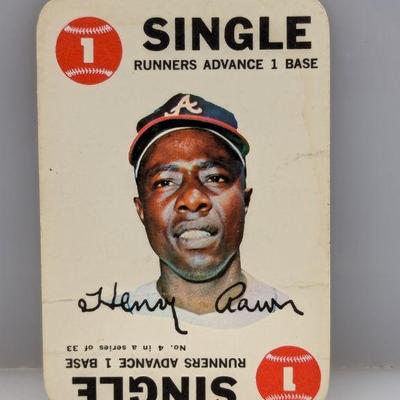 1 SINGLE
RUNNERS ADVANCE 1 BASE
A
Henry Aaron
No. 4 in a series of 33
RUNNERS ADVANCE 1 BASE
SINGLE 1